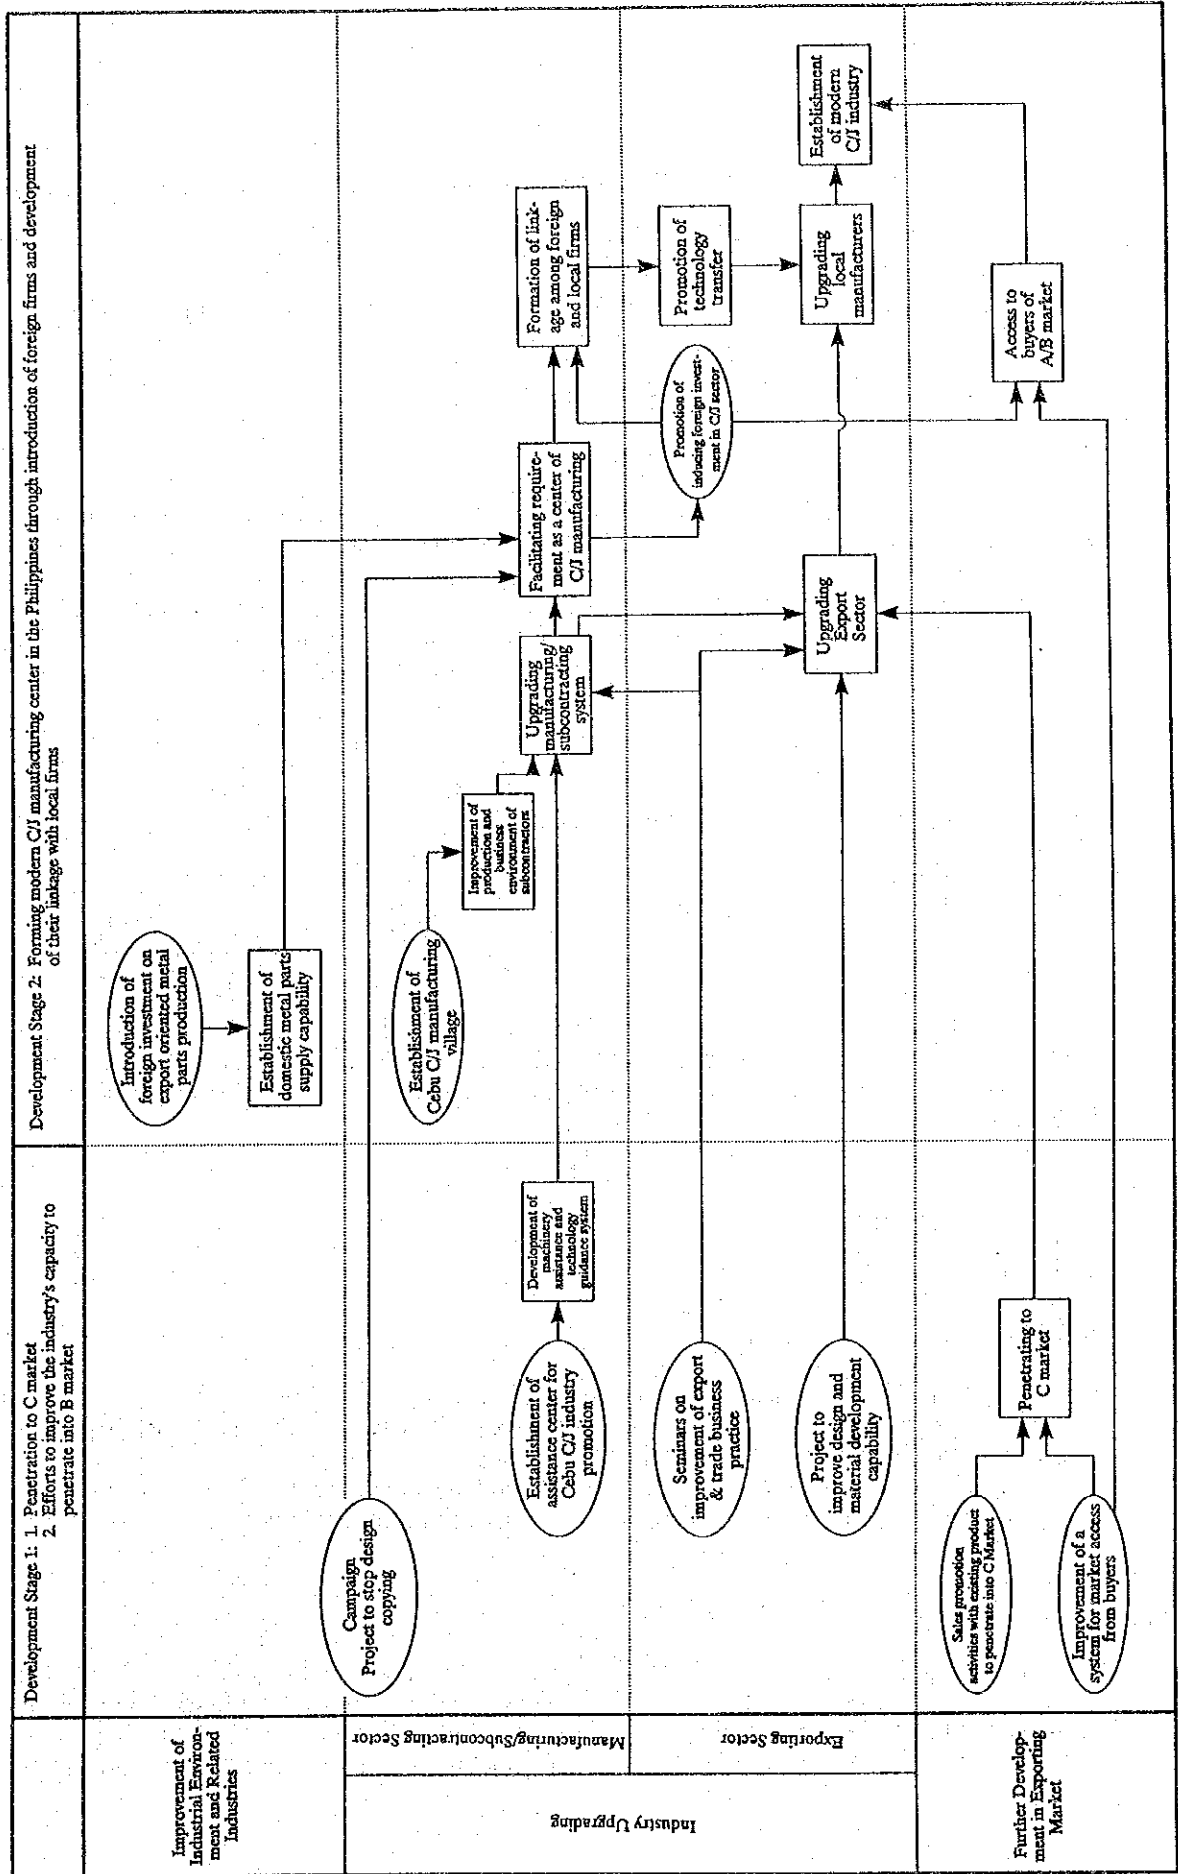 Development Stage 1: 1. Penetration to C market
2. Efforts to improve the industry's capacity to
penetrate into B market
Development Stage 2: Forming modern C/J manufacturing center in the Philippines through introduction of foreign firms and development
of their linkage with local firms
Improvement of
Industrial Environ-
ment and Related
Industries
Introduction of
foreign investment on
export oriented metal
parts production
Establishment of
domestic metal parts
supply capability
Industry Upgrading
Manufacturing/Subcontracting Sector
Campaign
Project to stop design
copying
Establishment of
assistance center for
Cebu C/J industry
promotion
Development of
machinery
assistance and
technology
guidance system
Establishment of
Cebu C/J manufacturing
village
Improvement of
production and
business
environment of
subcontractors
Upgrading
manufacturing/
subcontracting
system
Facilitating require-
ment as a center of
C/J manufacturing
Formation of link-
age among foreign
and local firms
Exporting Sector
Seminars on
improvement of export
& trade business
practice
Project to
improve design and
material development
capability
Upgrading
Export
Sector
Promotion of
inducing foreign invest-
ment in C/J sector
Promotion of
technology
transfer
Upgrading
local
manufacturers
Establishment
of modern
C/J industry
Further Develop-
ment in Exporting
Market
Sales promotion
activities with existing product
to penetrate into C Market
Improvement of a
system for market access
from buyers
Penetrating to
C market
Access to
buyers of
A/B market